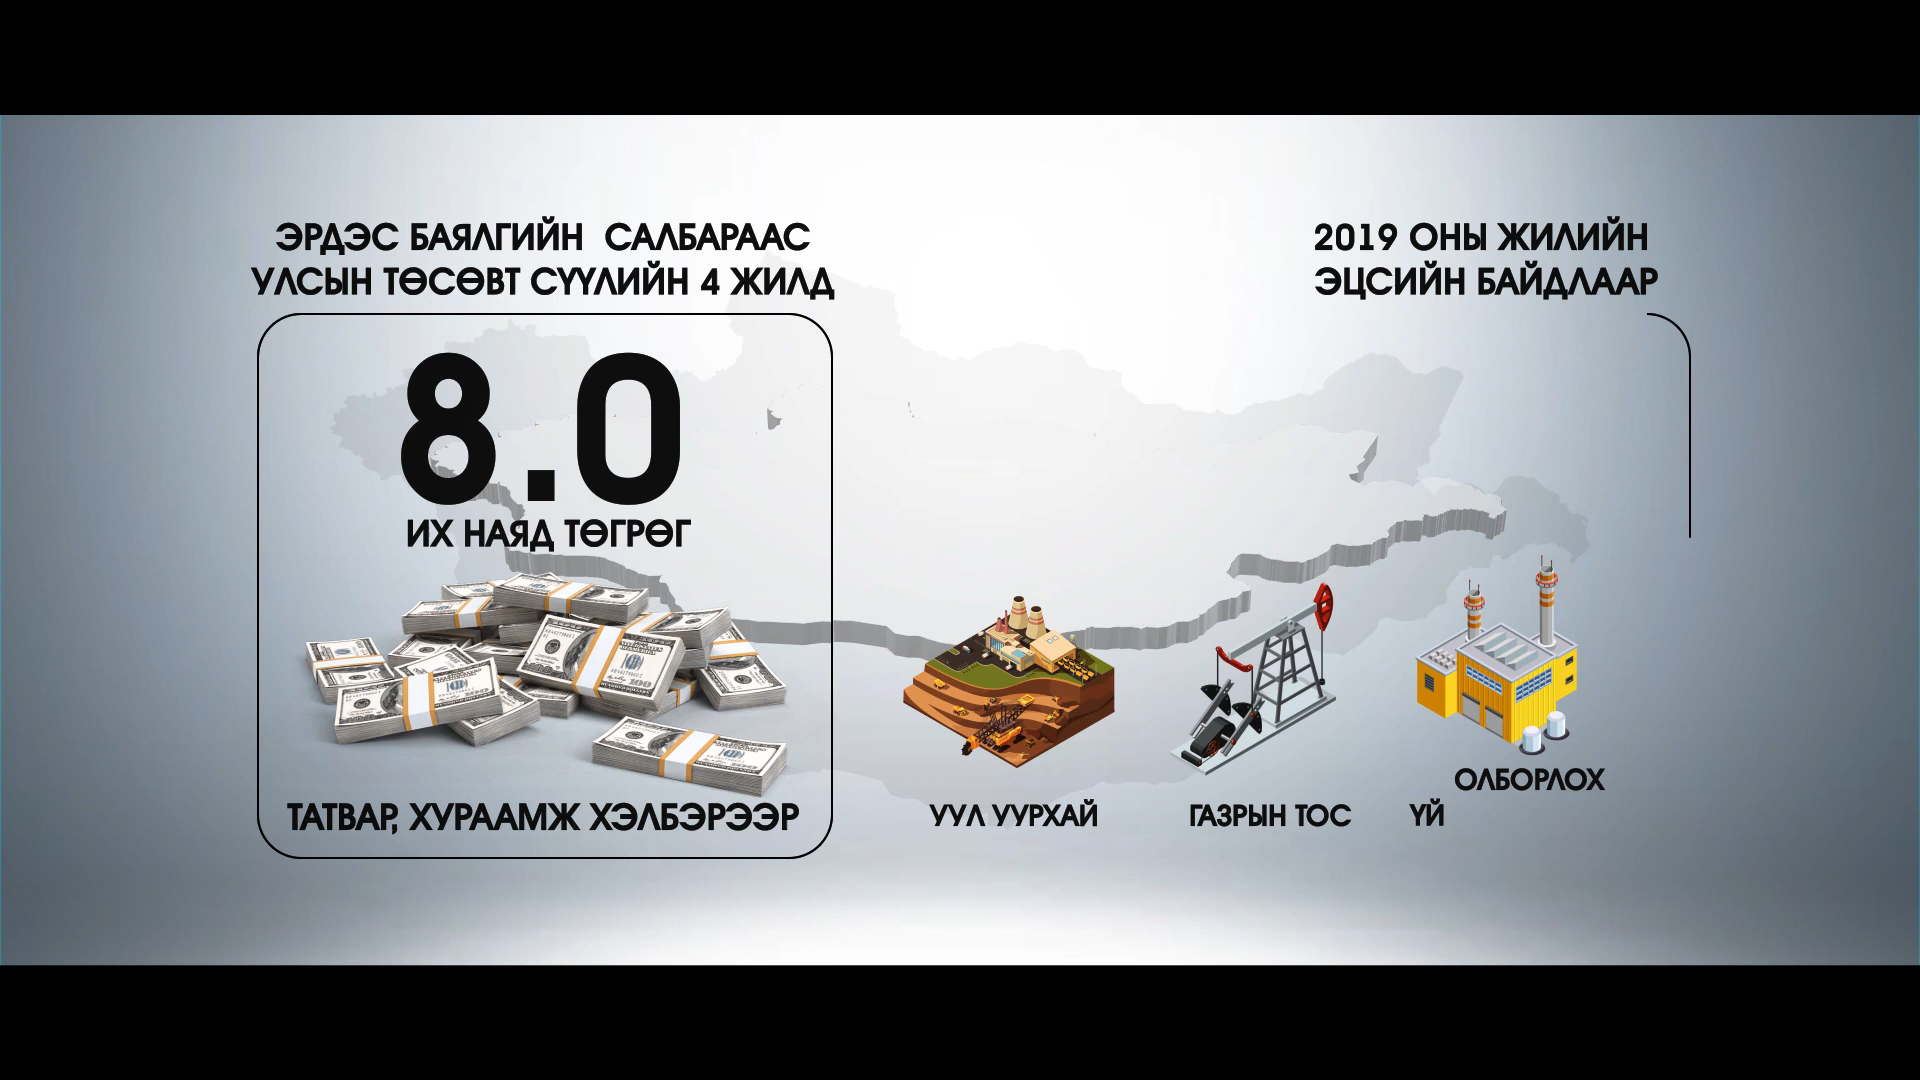 ЭРДЭС БАЯЛГИЙН САЛБАРААС
УЛСЫН ТӨСӨВТ СҮҮЛИЙН 4 ЖИЛД
8.0
ИХ НАЯД ТӨГРӨГ
ТАТВАР, ХУРААМЖ ХЭЛБЭРЭЭР
2019 ОНЫ ЖИЛИЙН
ЭЦСИЙН БАЙДЛААР
УУЛ УУРХАЙ
ГАЗРЫН ТОС
ОЛБОРЛОХ
ҮЙ